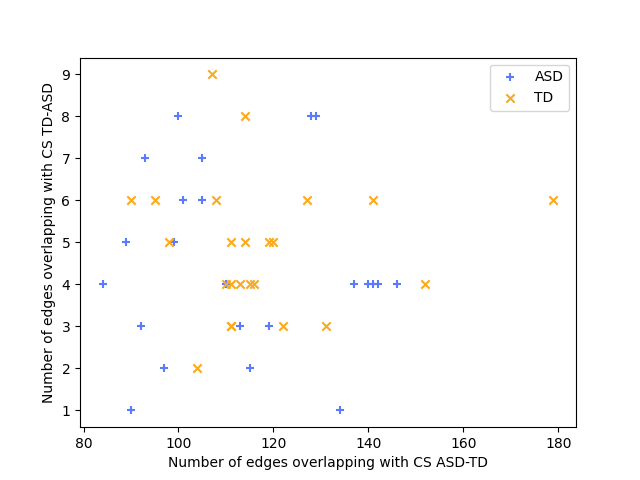 ASD
TD
9
8
7
6
5
4
3
2
1
Number of edges overlapping with CS TD-ASD
80 100 120 140 160 180
Number of edges overlapping with CS ASD-TD